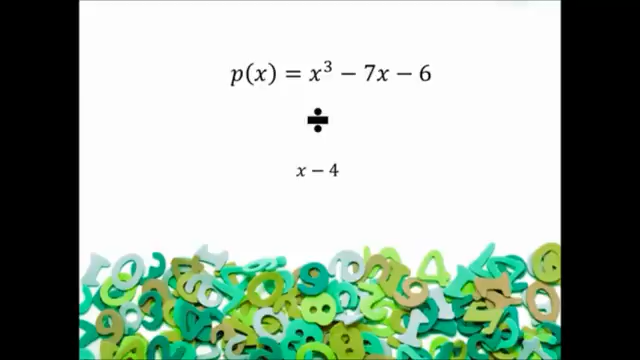 p(x) = x³ − 7x − 6
÷
x − 4